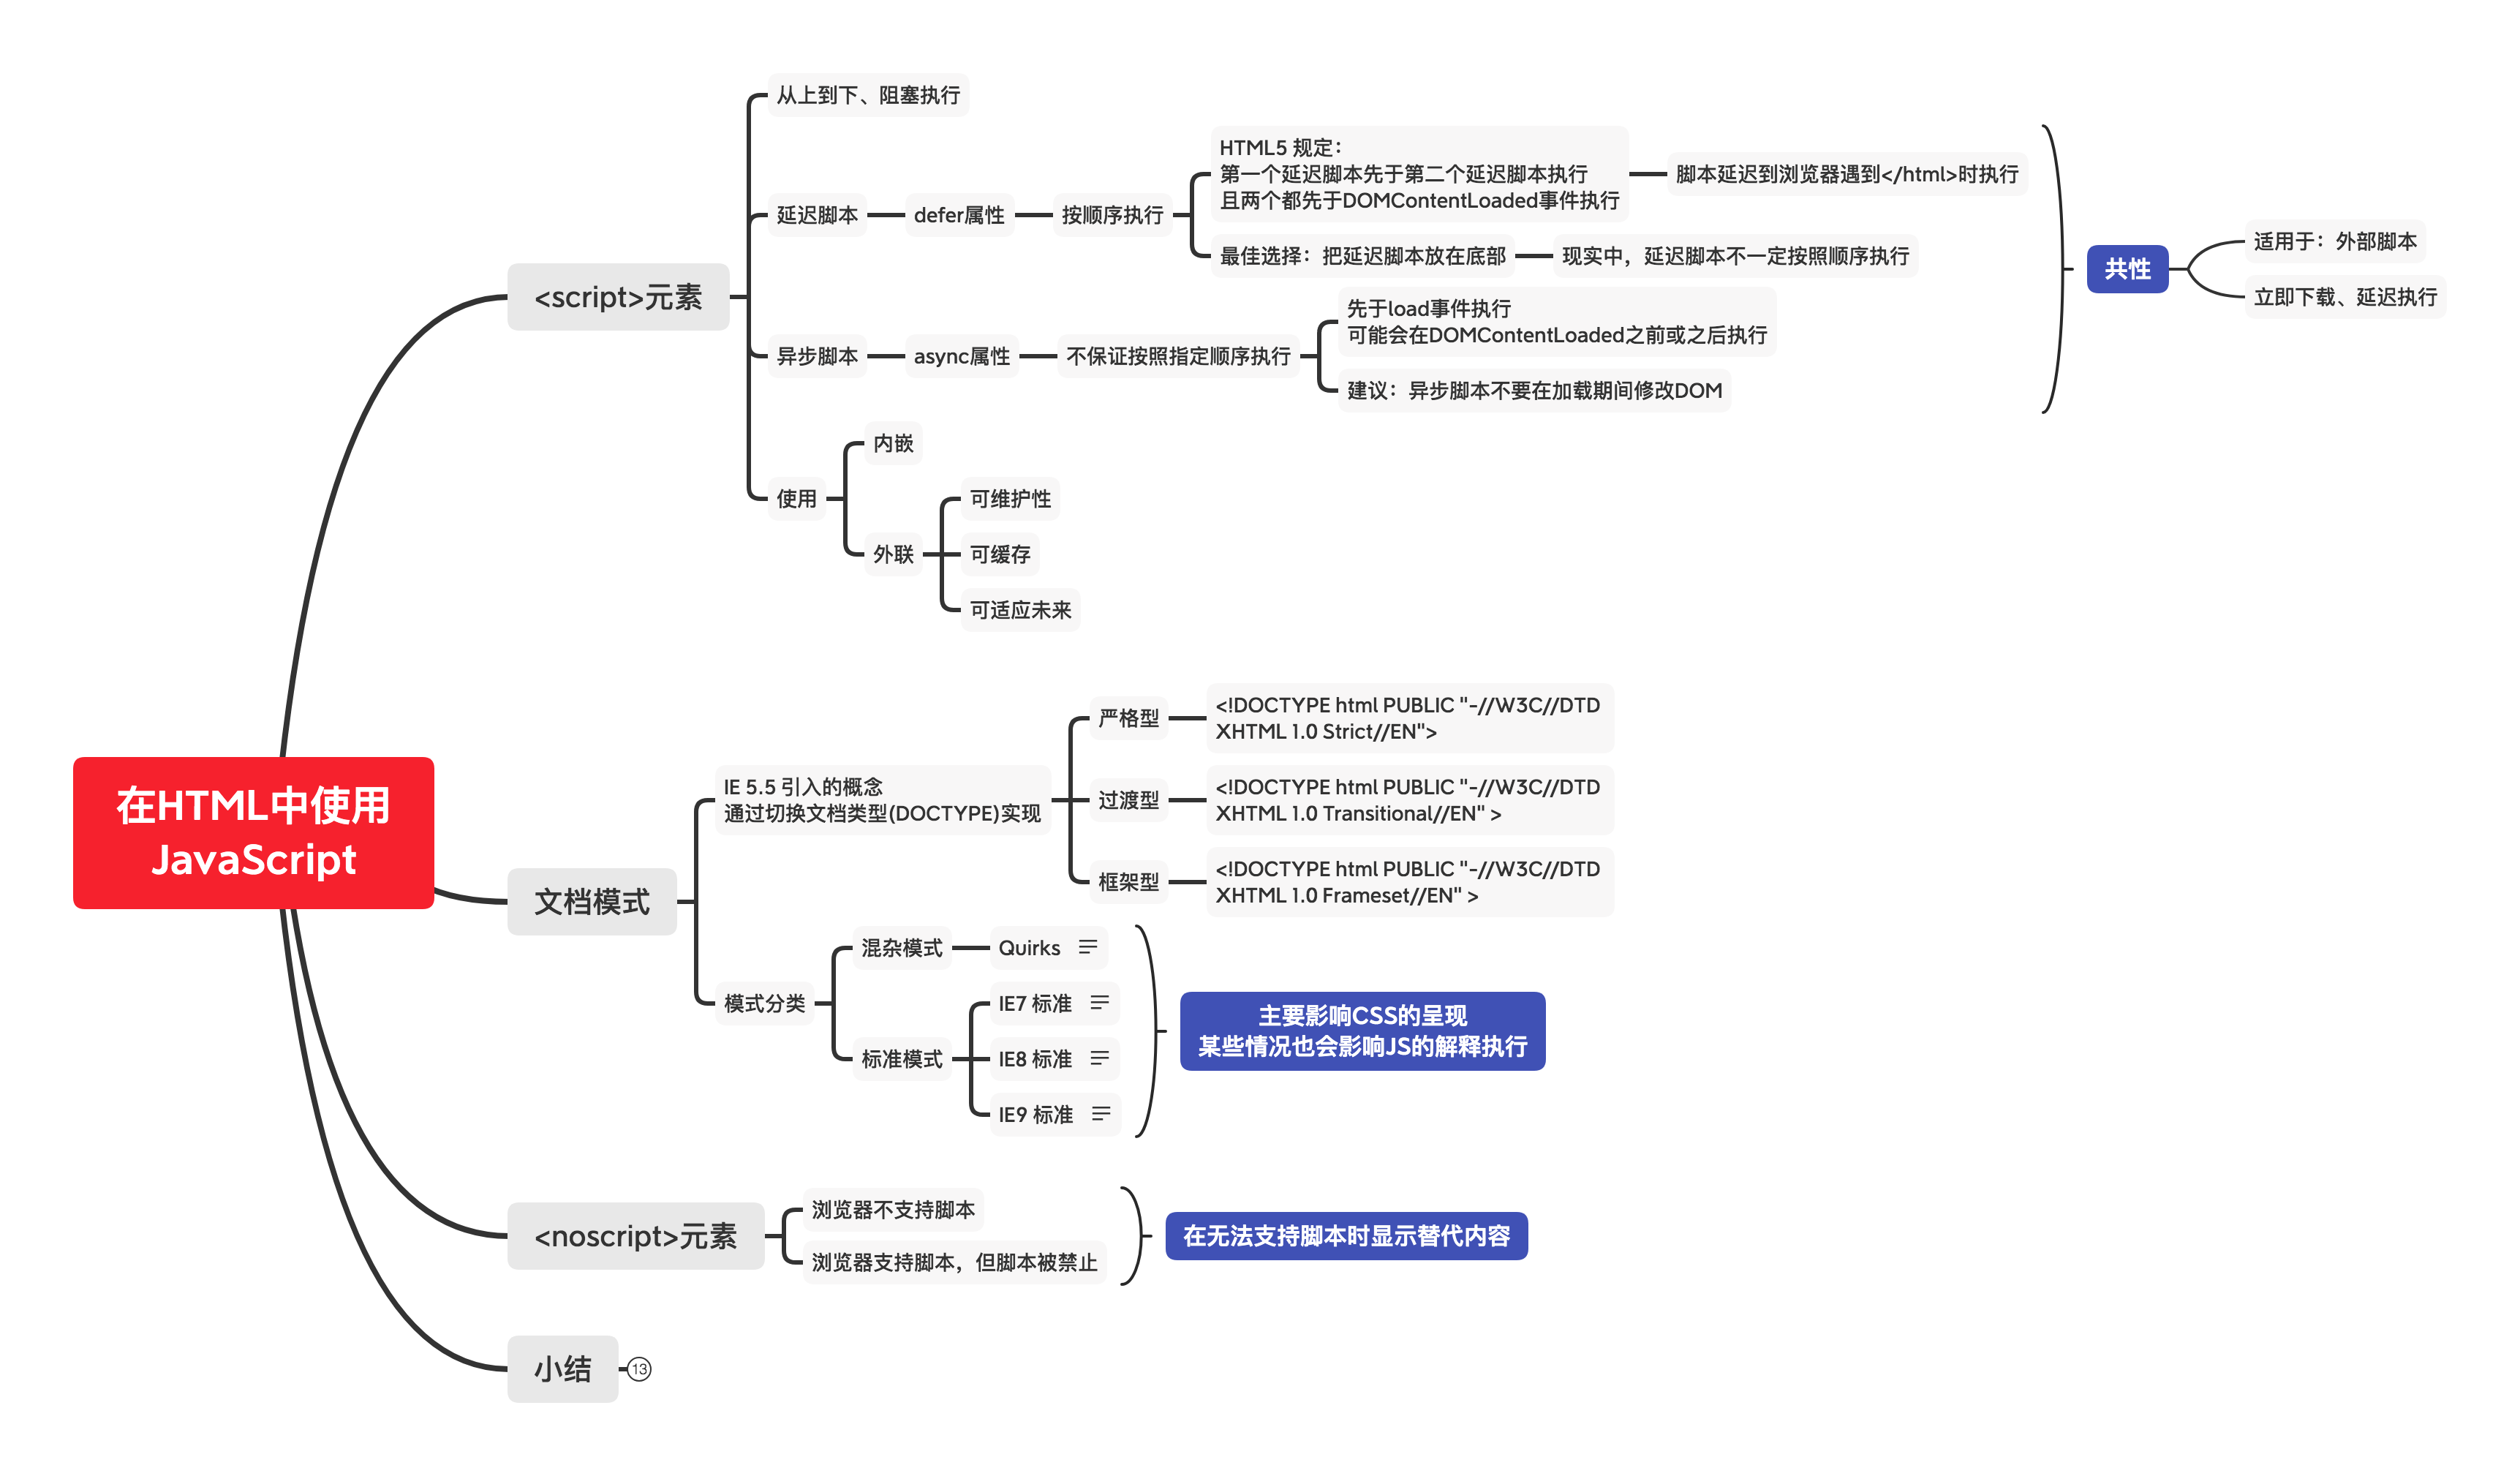 在HTML中使用
JavaScript
<script>元素
从上到下、阻塞执行
延迟脚本
defer属性
按顺序执行
HTML5 规定：
第一个延迟脚本先于第二个延迟脚本执行
且两个都先于DOMContentLoaded事件执行
脚本延迟到浏览器遇到</html>时执行
最佳选择：把延迟脚本放在底部
现实中，延迟脚本不一定按照顺序执行
异步脚本
async属性
不保证按照指定顺序执行
先于load事件执行
可能会在DOMContentLoaded之前或之后执行
建议：异步脚本不要在加载期间修改DOM
共性
适用于：外部脚本
立即下载、延迟执行
使用
内嵌
外联
可维护性
可缓存
可适应未来
文档模式
IE 5.5 引入的概念
通过切换文档类型(DOCTYPE)实现
严格型
<!DOCTYPE html PUBLIC "-//W3C//DTD
XHTML 1.0 Strict//EN">
过渡型
<!DOCTYPE html PUBLIC "-//W3C//DTD
XHTML 1.0 Transitional//EN" >
框架型
<!DOCTYPE html PUBLIC "-//W3C//DTD
XHTML 1.0 Frameset//EN" >
模式分类
混杂模式
Quirks
标准模式
IE7 标准
IE8 标准
IE9 标准
主要影响CSS的呈现
某些情况也会影响JS的解释执行
<noscript>元素
浏览器不支持脚本
浏览器支持脚本，但脚本被禁止
在无法支持脚本时显示替代内容
小结
13